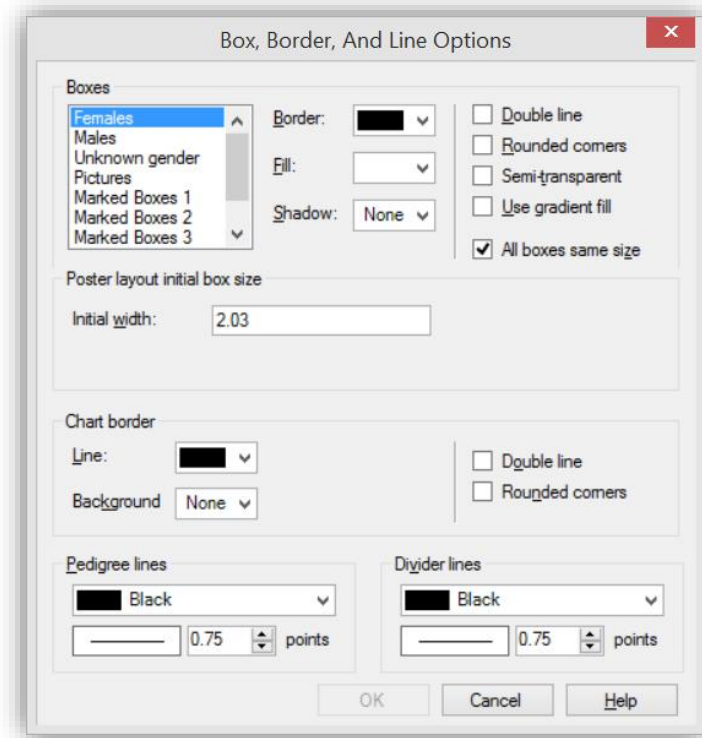 Box, Border, And Line Options
Boxes
Females
Males
Unknown gender
Pictures
Marked Boxes 1
Marked Boxes 2
Marked Boxes 3
Border:
Fill:
Shadow: None
Double line
Rounded corners
Semi-transparent
Use gradient fill
All boxes same size
Poster layout initial box size
Initial width: 2.03
Chart border
Line:
Background None
Double line
Rounded corners
Pedigree lines
Black
0.75 points
Divider lines
Black
0.75 points
OK Cancel Help